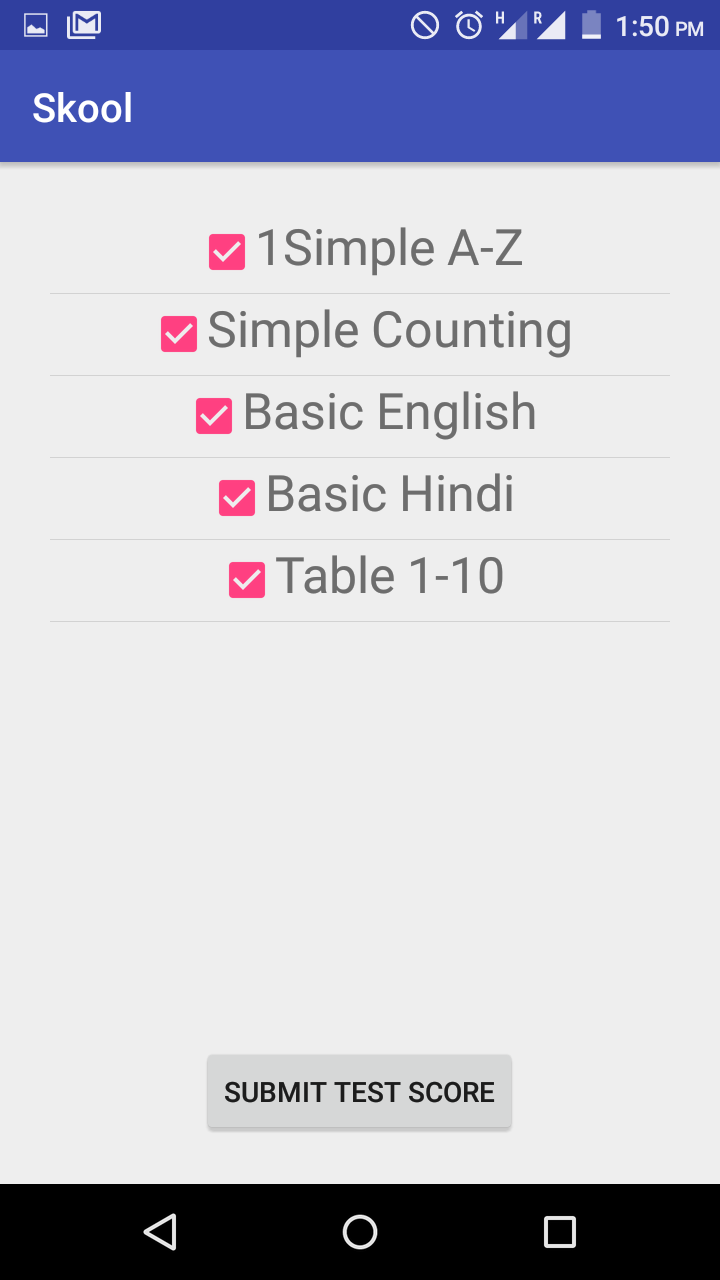 H R 1:50 PM
Skool
1Simple A-Z
Simple Counting
Basic English
Basic Hindi
Table 1-10
SUBMIT TEST SCORE